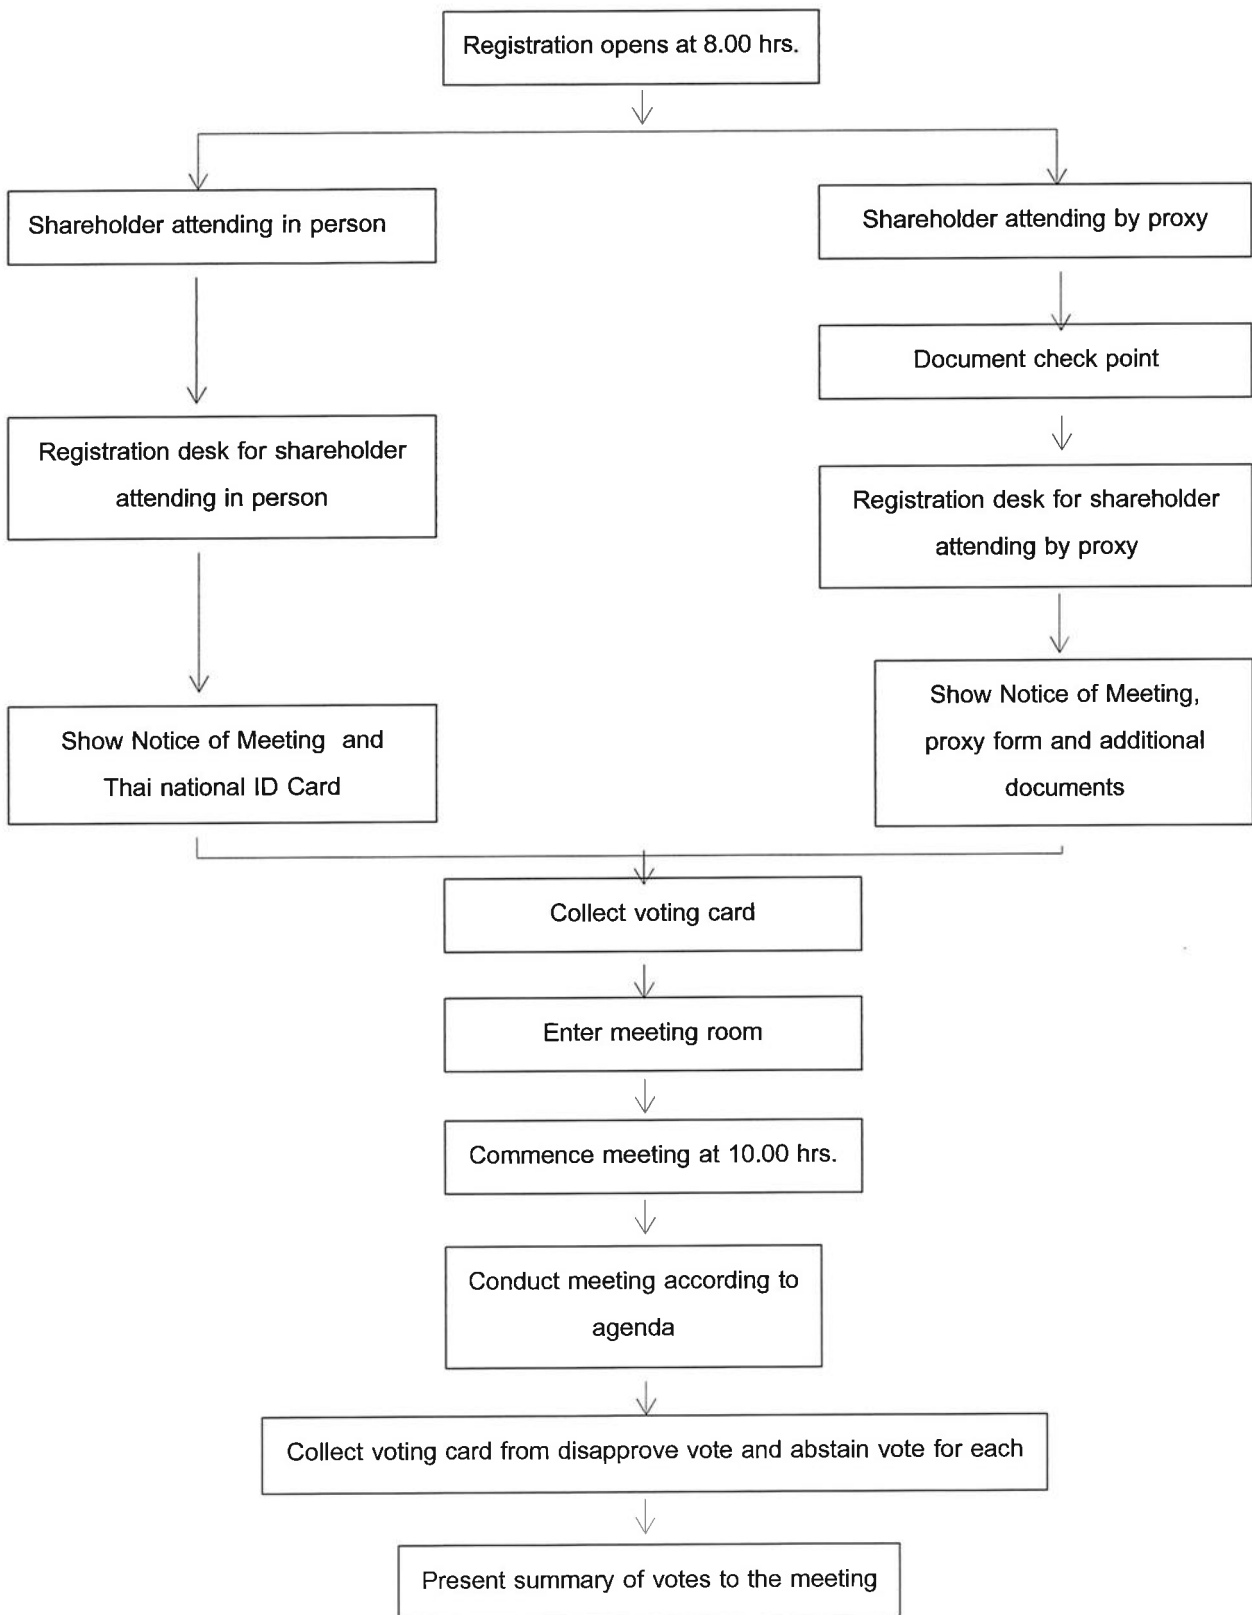 Registration opens at 8.00 hrs.
Shareholder attending in person
Shareholder attending by proxy
Document check point
Registration desk for shareholder
attending in person
Registration desk for shareholder
attending by proxy
Show Notice of Meeting and
Thai national ID Card
Show Notice of Meeting,
proxy form and additional
documents
Collect voting card
Enter meeting room
Commence meeting at 10.00 hrs.
Conduct meeting according to
agenda
Collect voting card from disapprove vote and abstain vote for each
Present summary of votes to the meeting